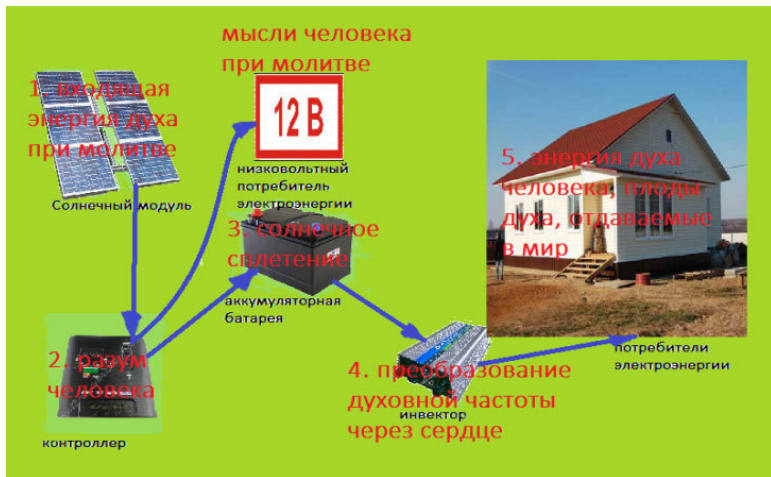 мысли человека
при молитве
1. входящая
энергия духа
при молитве
Солнечный модуль
12 В
низковольтный
потребитель
электроэнергии
3. солнечное
сплетение
аккумуляторная
батарея
5. энергия духа
человека, плоды
духа, отдаваемые
в мир
потребители
электроэнергии
2. разум
человека
контроллер
4. преобразование
духовной частоты
инвектор
через сердце